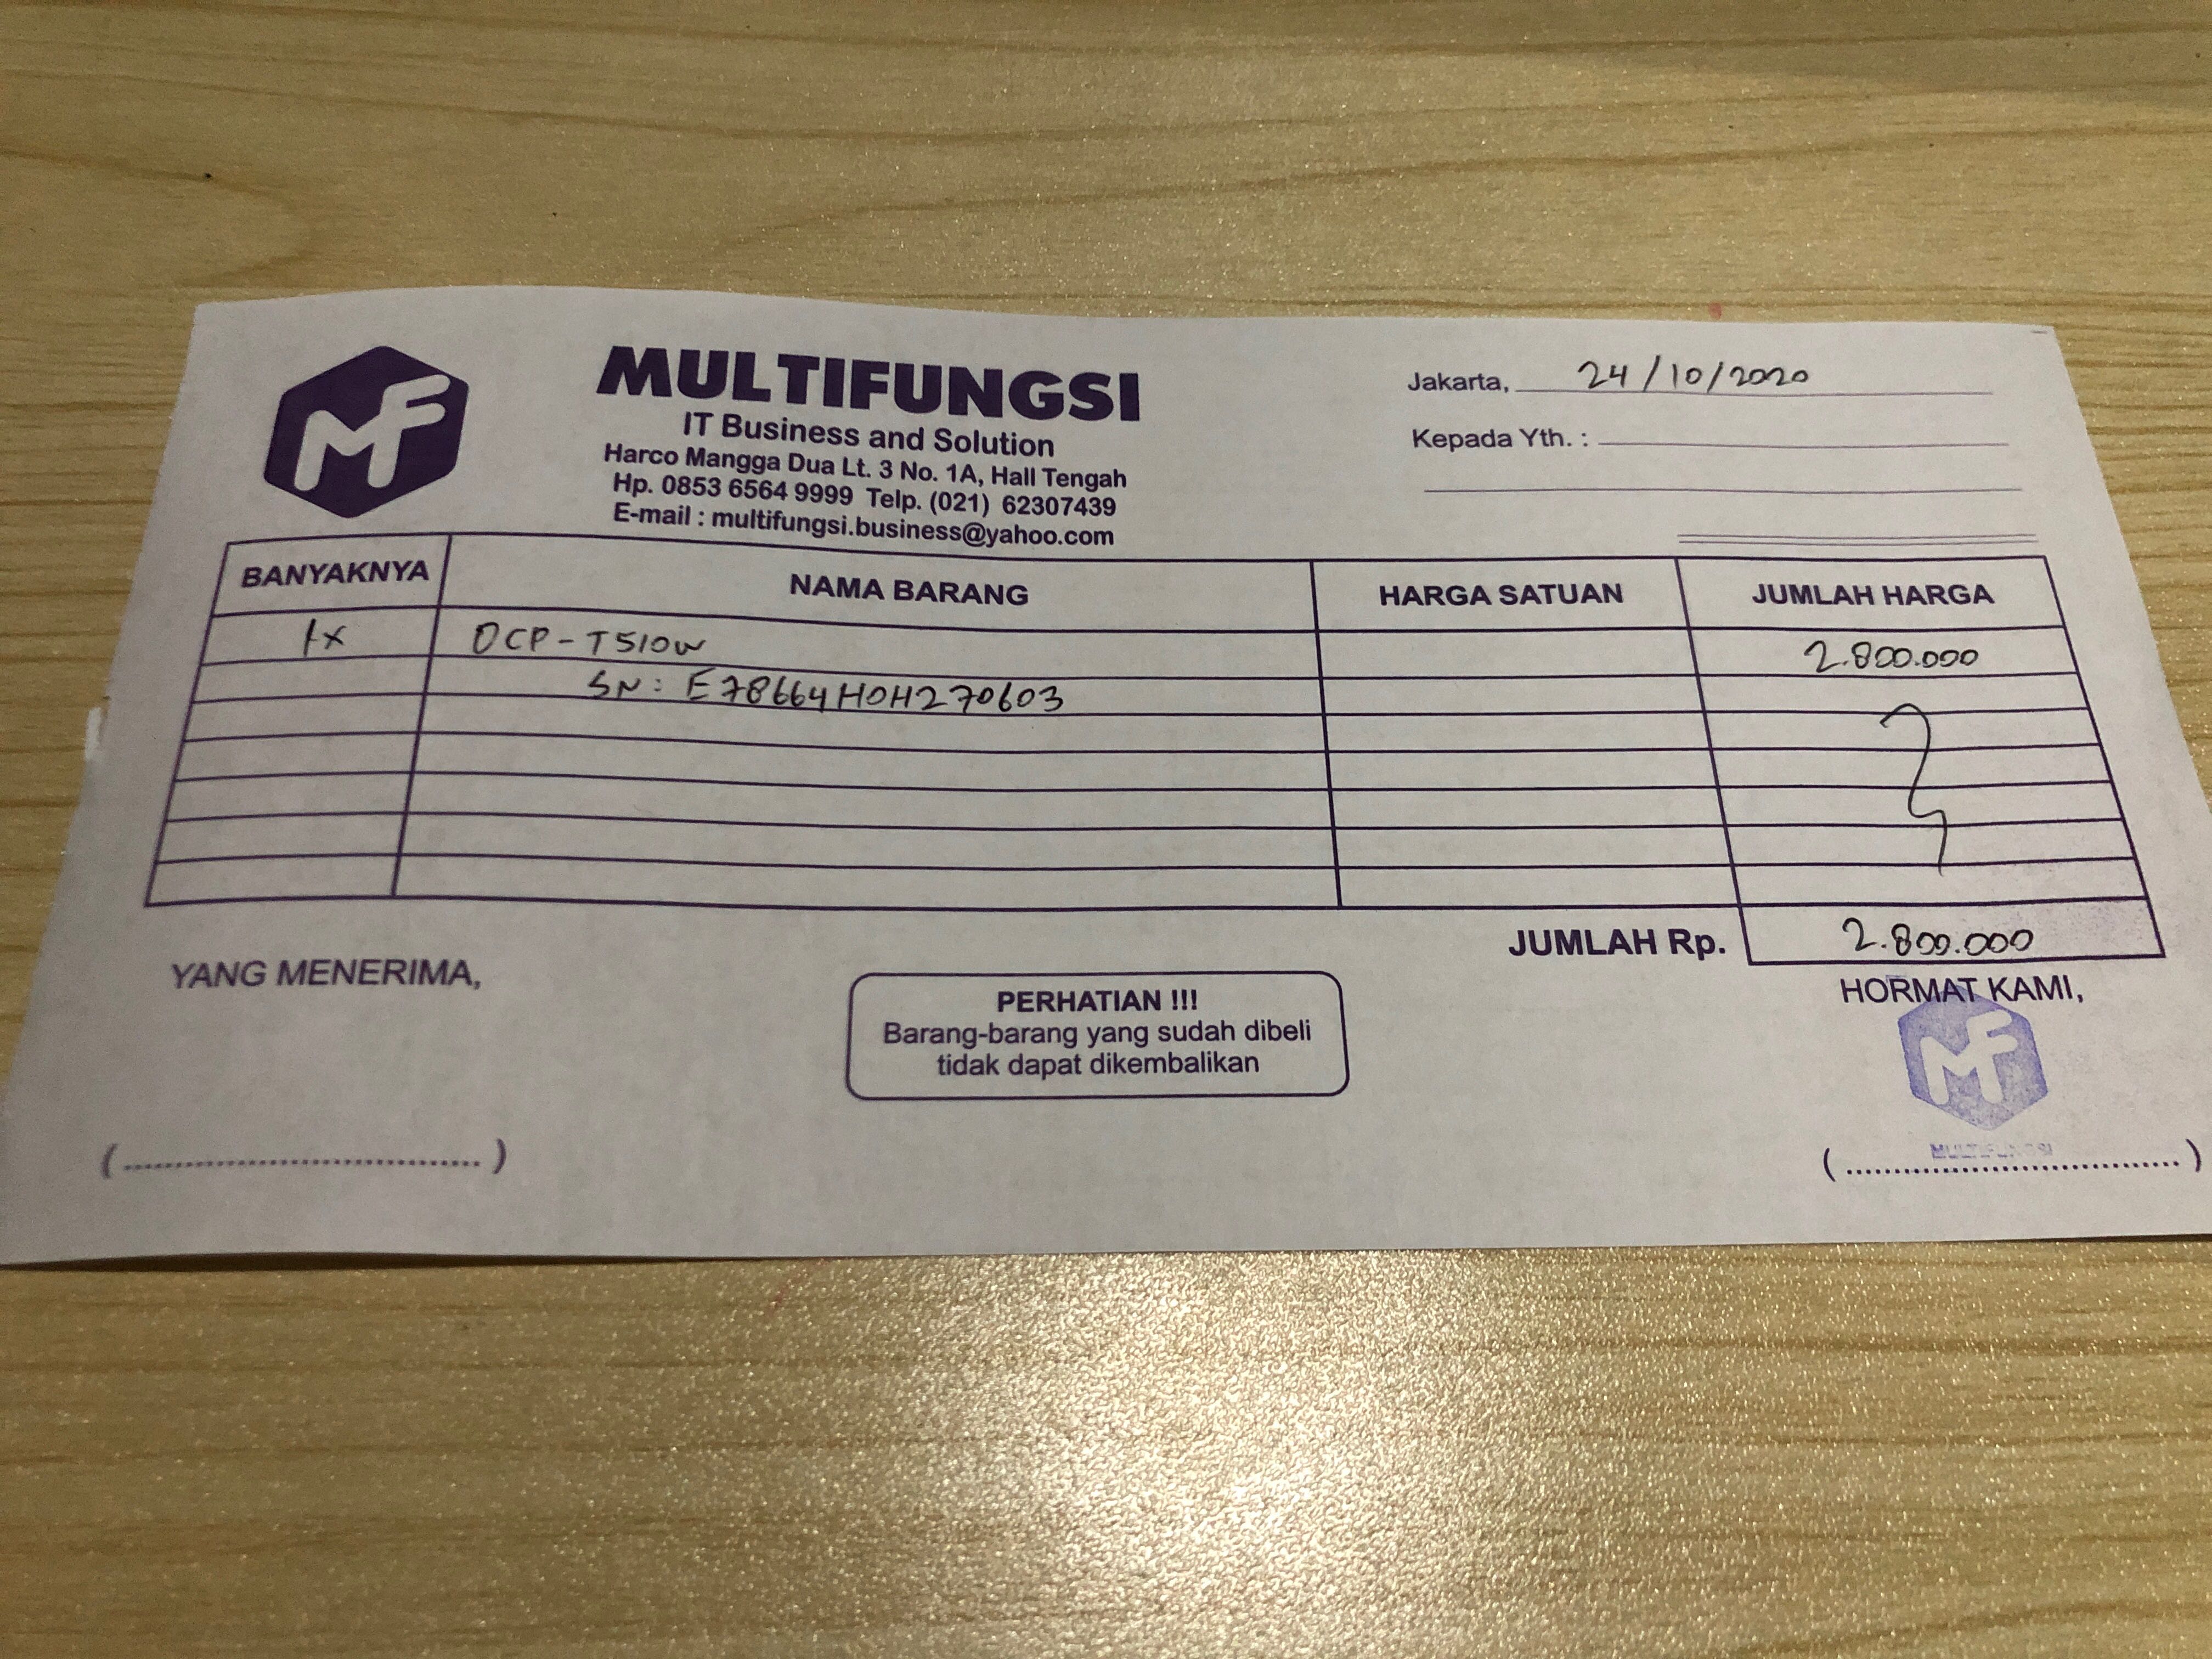 MF
MULTIFUNGSI
IT Business and Solution
Harco Mangga Dua Lt. 3 No. 1A, Hall Tengah
Hp. 0853 6564 9999 Telp. (021) 62307439
E-mail : multifungsi.business@yahoo.com
Jakarta, 24/10/2020
Kepada Yth. :
BANYAKNYA NAMA BARANG HARGA SATUAN JUMLAH HARGA
1x DCP-T510w 2.800.000
SN: E78664H0H270603
JUMLAH Rp. 2.800.000
YANG MENERIMA,
PERHATIAN !!!
Barang-barang yang sudah dibeli
tidak dapat dikembalikan
HORMAT KAMI,
MF
MULTIFUNGSI
(................................)
(................................)